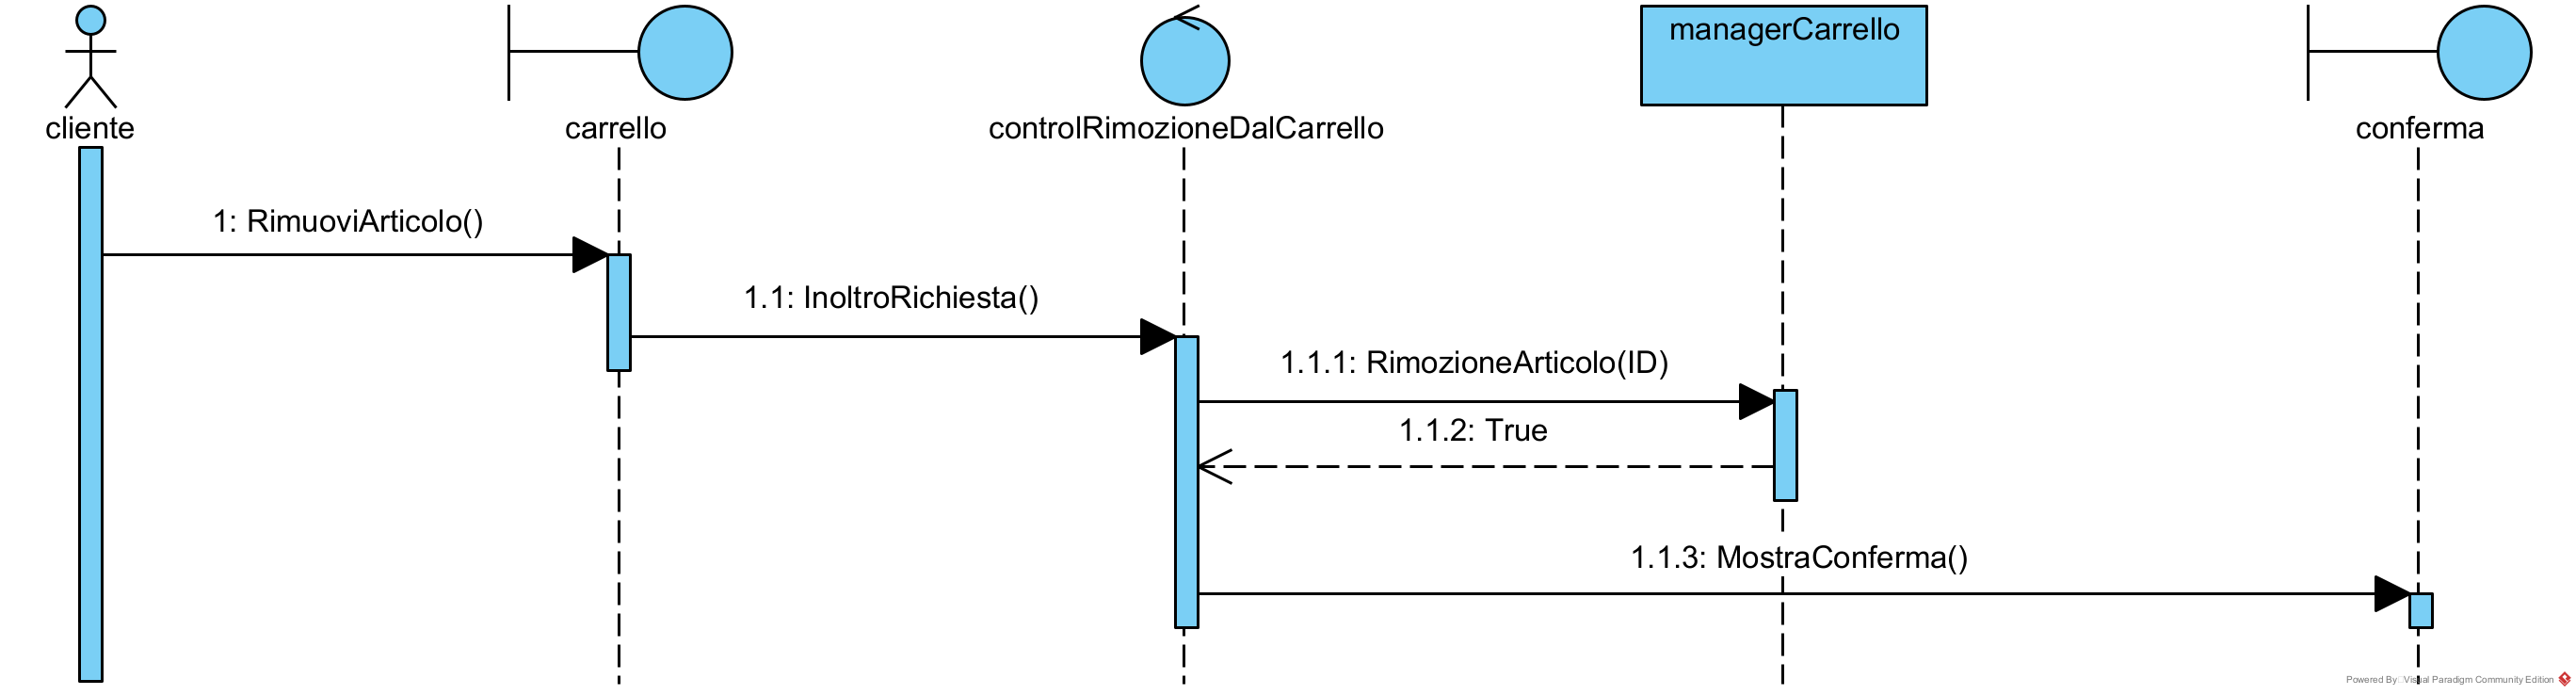 managerCarrello
cliente
carrello
controlRimozioneDalCarrello
conferma
1: RimuoviArticolo()
1.1: InoltroRichiesta()
1.1.1: RimozioneArticolo(ID)
1.1.2: True
1.1.3: MostraConferma()
Powered By Visual Paradigm Community Edition